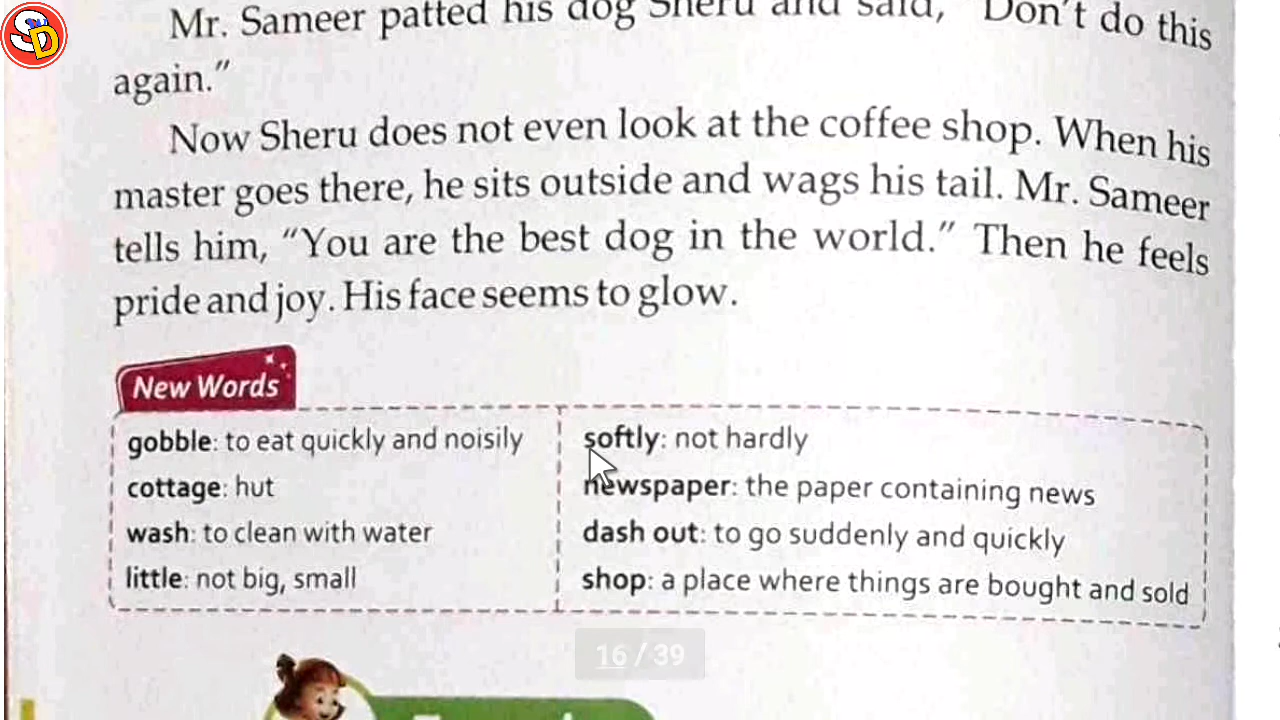 SD
Mr. Sameer patted his dog Sheru and said, "Don't do this
again."
Now Sheru does not even look at the coffee shop. When his
master goes there, he sits outside and wags his tail. Mr. Sameer
tells him, "You are the best dog in the world." Then he feels
pride and joy. His face seems to glow.
New Words
gobble: to eat quickly and noisily
cottage: hut
wash: to clean with water
little: not big, small
softly: not hardly
newspaper: the paper containing news
dash out: to go suddenly and quickly
shop: a place where things are bought and sold
16 / 39